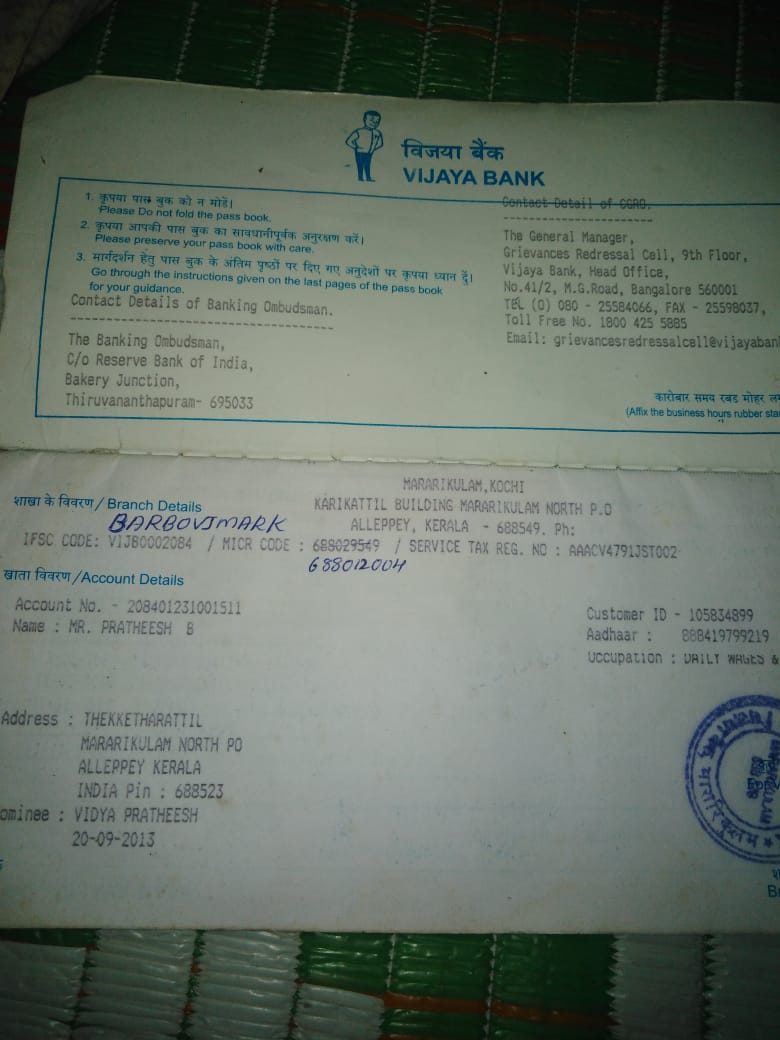 विजया बैंक
VIJAYA BANK
1. कृपया पास बुक को न मोडें।
Please Do not fold the pass book.
2. कृपया आपकी पास बुक का सावधानीपूर्वक अनुरक्षण करें।
Please preserve your pass book with care.
3. मार्गदर्शन हेतु पास बुक के अंतिम पृष्ठों पर दिए गए अनुदेशों पर कृपया ध्यान दें।
Go through the instructions given on the last pages of the pass book
for your guidance.
Contact Details of Banking Ombudsman.
The Banking Ombudsman,
C/o Reserve Bank of India,
Bakery Junction,
Thiruvananthapuram- 695033
Contact Detail of CGRO.
The General Manager,
Grievances Redressal Cell, 9th Floor,
Vijaya Bank, Head Office,
No.41/2, M.G.Road, Bangalore 560001
TEL (O) 080 - 25584066, FAX - 25598037,
Toll Free No. 1800 425 5885
Email: grievancesredressalcell@vijayaban
कारोबार समय रबड मोहर
(Affix the business hours rubber sta
MARARIKULAM,KOCHI
शाखा के विवरण / Branch Details
KARIKATTIL BUILDING MARARIKULAM NORTH P.O
BARB0VJMARK
ALLEPPEY, KERALA - 688549. Ph:
IFSC CODE: VIJB0002084 / MICR CODE : 688029549 / SERVICE TAX REG. NO : AAACV4791JST002
688012004
खाता विवरण / Account Details
Account No. - 208401231001511
Name : MR. PRATHEESH B
Customer ID - 105834899
Aadhaar : 888419799219
Occupation : DAILY WAGES &
Address : THEKKETHARATTIL
MARARIKULAM NORTH PO
ALLEPPEY KERALA
INDIA Pin : 688523
ominee : VIDYA PRATHEESH
20-09-2013